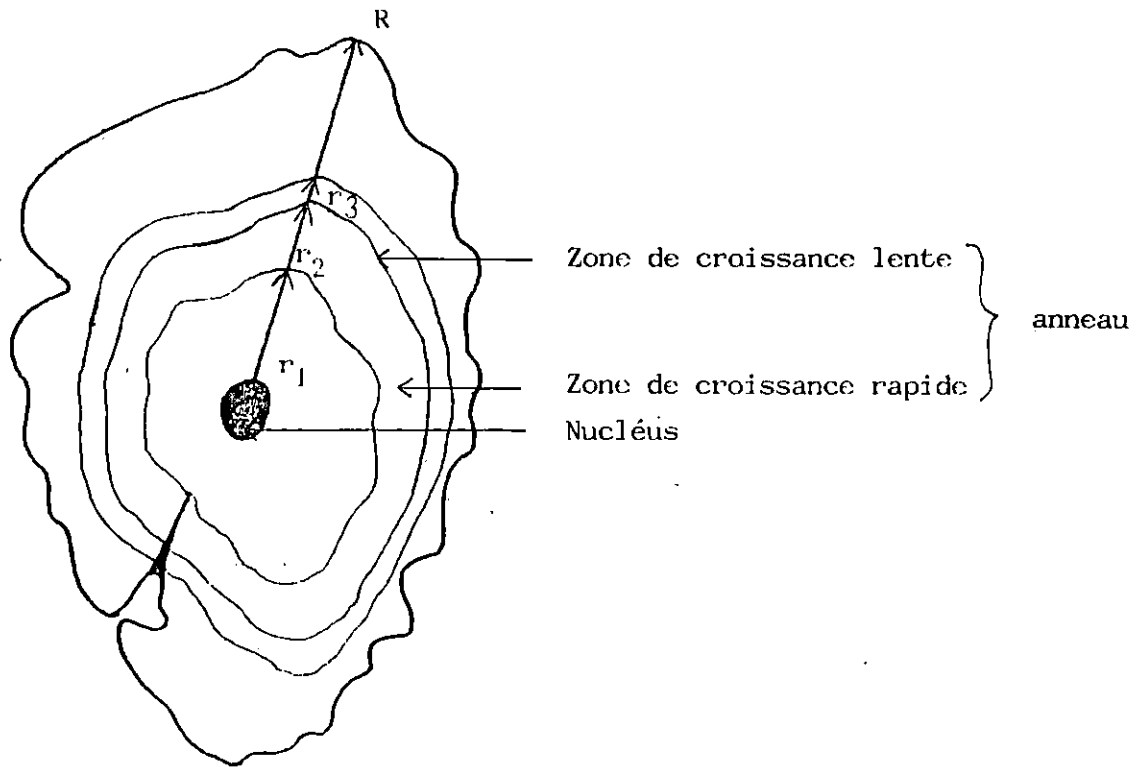 R
r3
r2
r1
Zone de croissance lente
anneau
Zone de croissance rapide
Nucléus